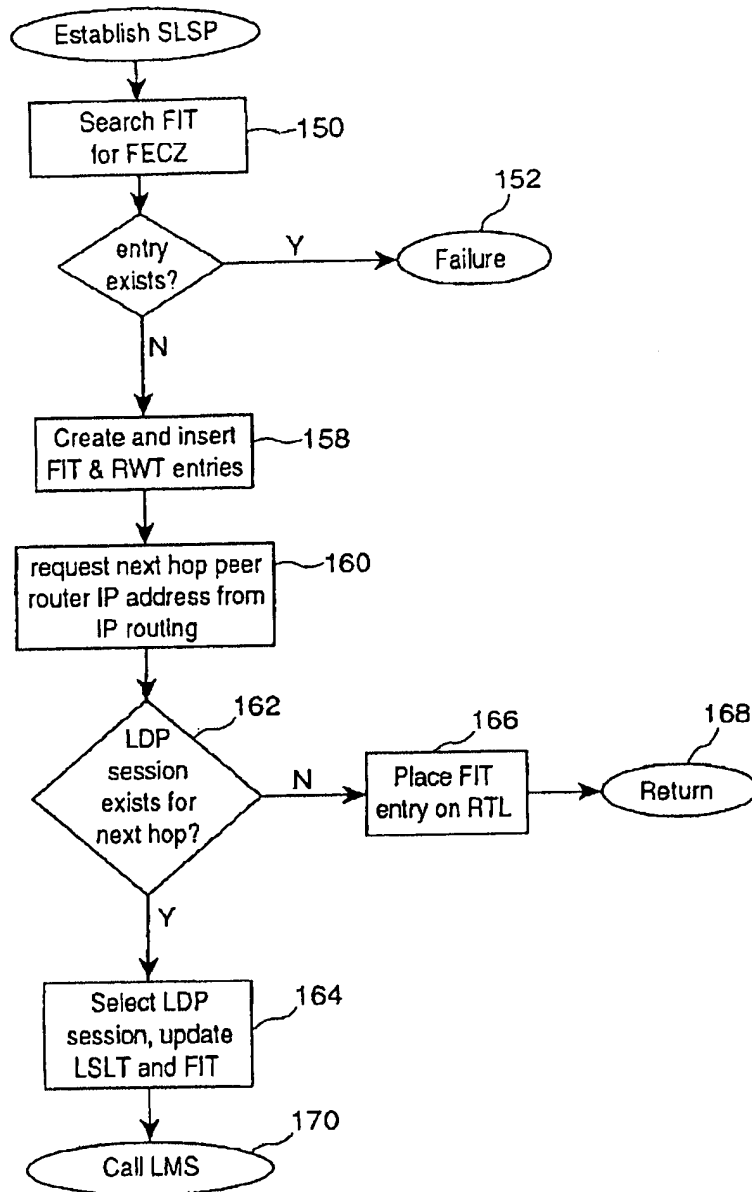 Establish SLSP
Search FIT
for FECZ
150
152
entry
exists?
Y
Failure
N
Create and insert
FIT & RWT entries
158
request next hop peer
router IP address from
IP routing
160
162
LDP
session
exists for
next hop?
N
166
Place FIT
entry on RTL
168
Return
Y
Select LDP
session, update
LSLT and FIT
164
170
Call LMS